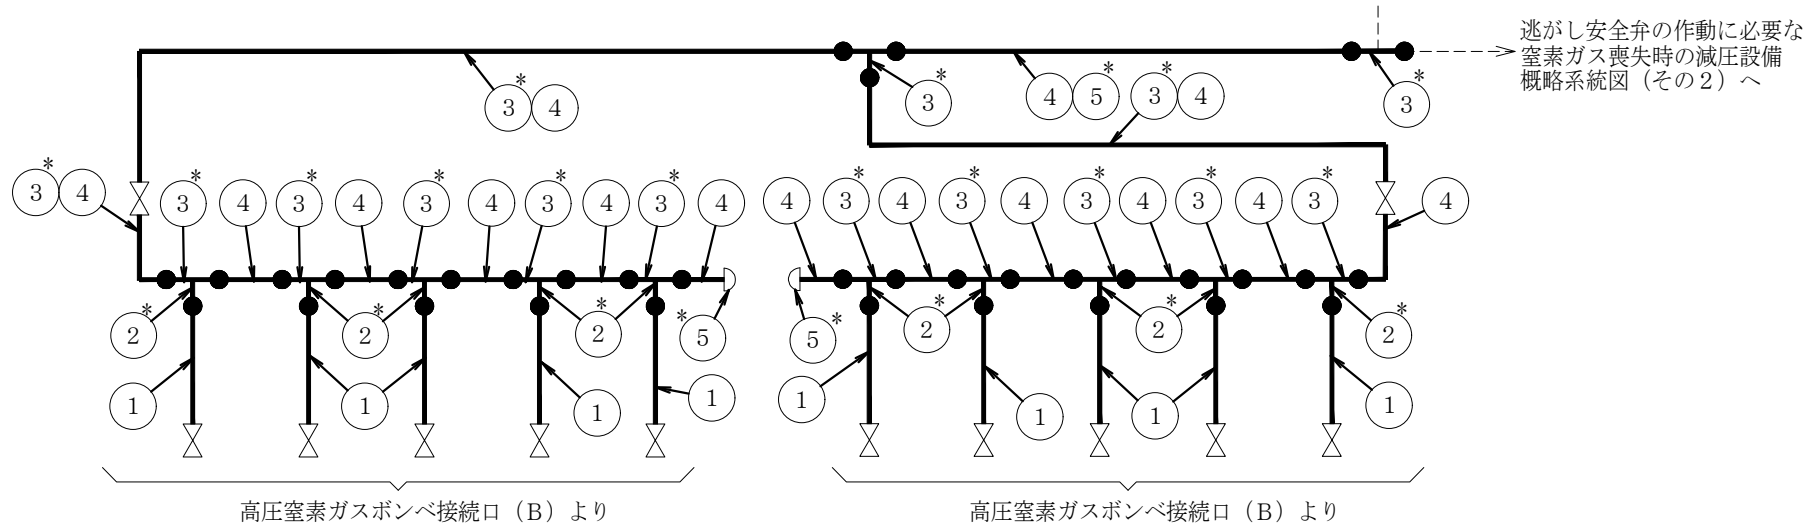 逃がし安全弁の作動に必要な
窒素ガス喪失時の減圧設備
概略系統図（その２）へ
3* 4
3*
4 5*
3* 4
3*
3* 4
3* 4 3* 4 3* 4 3* 4 3* 4
4 3* 4 3* 4 3* 4 3* 4 3* 4
2* 2* 2* *5
5* 2* 2* 2*
1 1 1 1
1 1 1 1
高圧窒素ガスボンベ接続口（B）より
高圧窒素ガスボンベ接続口（B）より